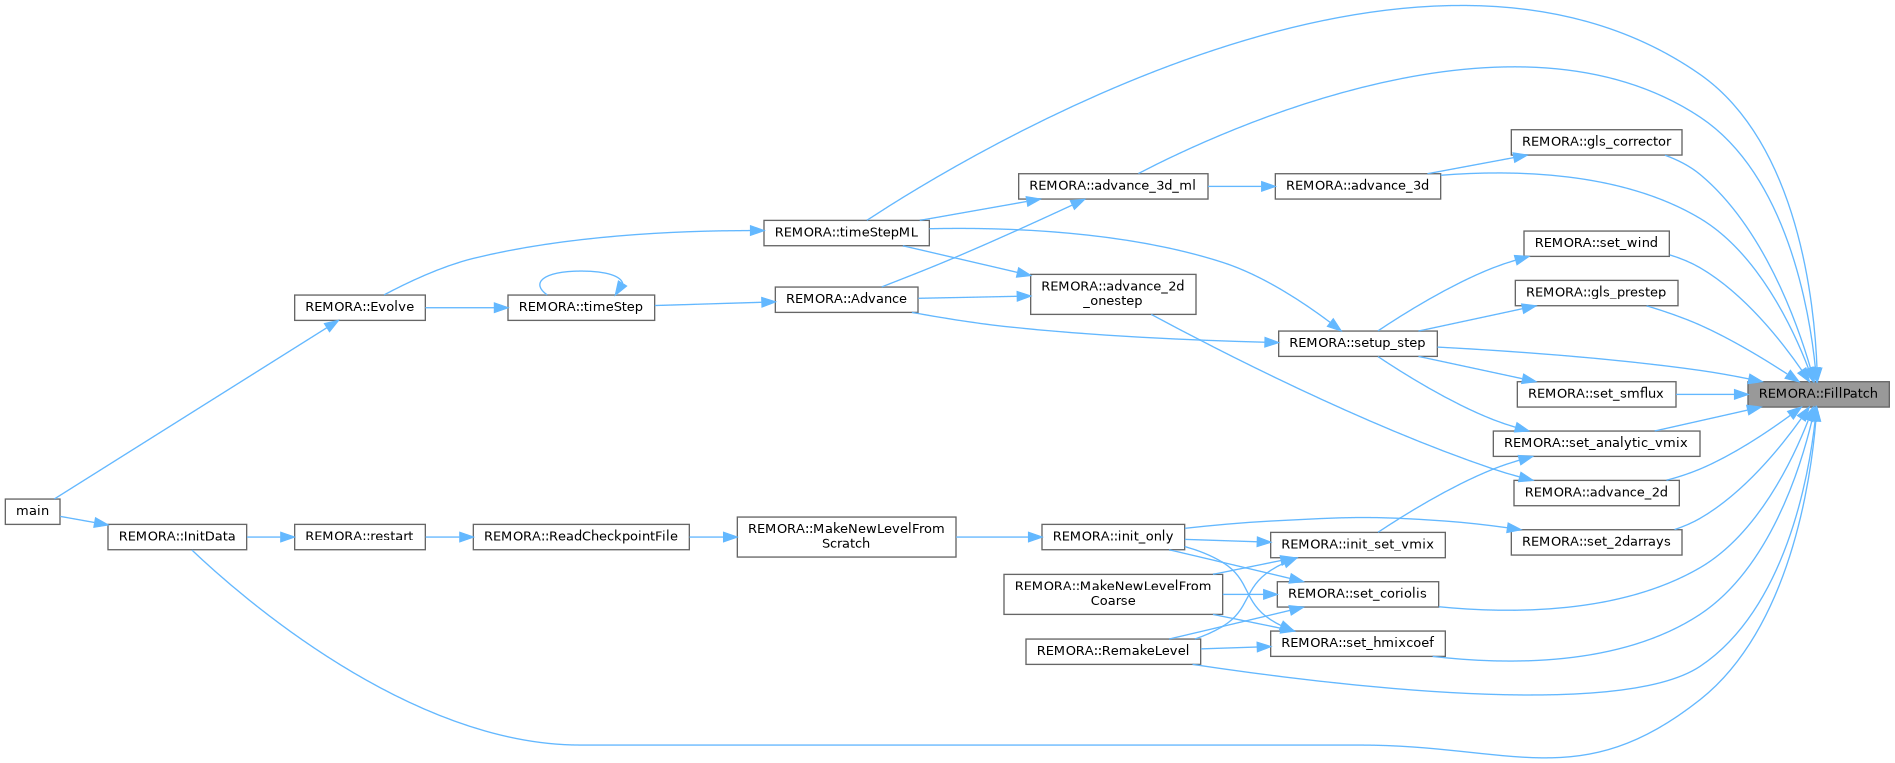 REMORA::gls_corrector
REMORA::advance_3d_ml
REMORA::advance_3d
REMORA::timeStepML
REMORA::set_wind
REMORA::advance_2d
_onestep
REMORA::gls_prestep
REMORA::Evolve
REMORA::timeStep
REMORA::Advance
REMORA::setup_step
REMORA::set_smflux
REMORA::FillPatch
REMORA::set_analytic_vmix
REMORA::advance_2d
main
REMORA::InitData
REMORA::restart
REMORA::ReadCheckpointFile
REMORA::MakeNewLevelFrom
Scratch
REMORA::init_only
REMORA::init_set_vmix
REMORA::set_2darrays
REMORA::MakeNewLevelFrom
Coarse
REMORA::set_coriolis
REMORA::RemakeLevel
REMORA::set_hmixcoef